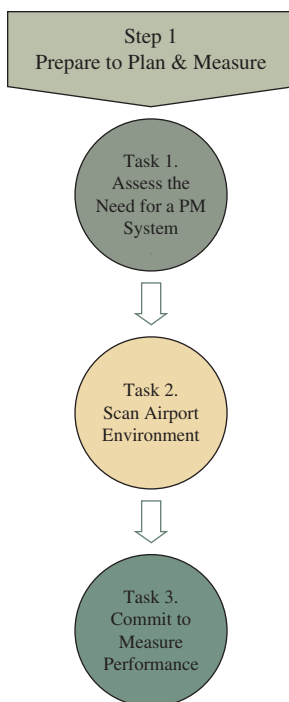 Step 1
Prepare to Plan & Measure
Task 1.
Assess the
Need for a PM
System
Task 2.
Scan Airport
Environment
Task 3.
Commit to
Measure
Performance